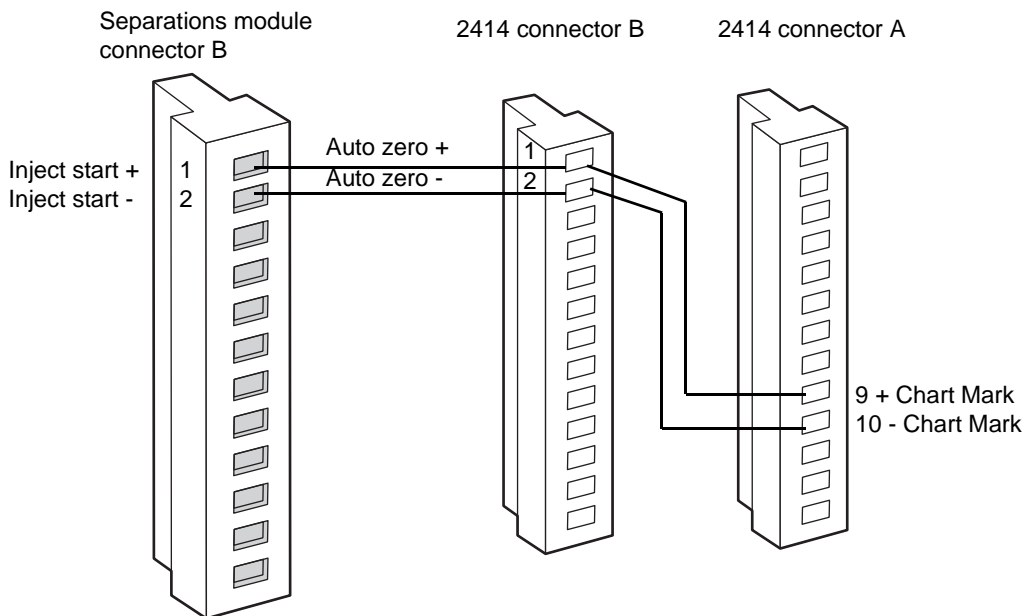 Separations module
connector B
2414 connector B
2414 connector A
Inject start +
Inject start -
1
2
Auto zero +
Auto zero -
1
2
9 + Chart Mark
10 - Chart Mark